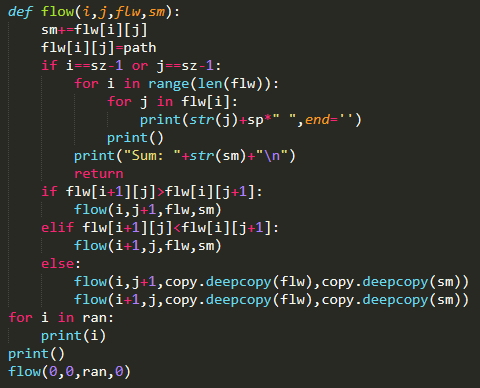 def flow(i,j,flw,sm):
    sm+=flw[i][j]
    flw[i][j]=path
    if i==sz-1 or j==sz-1:
        for i in range(len(flw)):
            for j in flw[i]:
                print(str(j)+sp*" ",end='')
            print()
        print("Sum: "+str(sm)+"\n")
        return
    if flw[i+1][j]>flw[i][j+1]:
        flow(i,j+1,flw,sm)
    elif flw[i+1][j]<flw[i][j+1]:
        flow(i+1,j,flw,sm)
    else:
        flow(i,j+1,copy.deepcopy(flw),copy.deepcopy(sm))
        flow(i+1,j,copy.deepcopy(flw),copy.deepcopy(sm))
for i in ran:
    print(i)
print()
flow(0,0,ran,0)